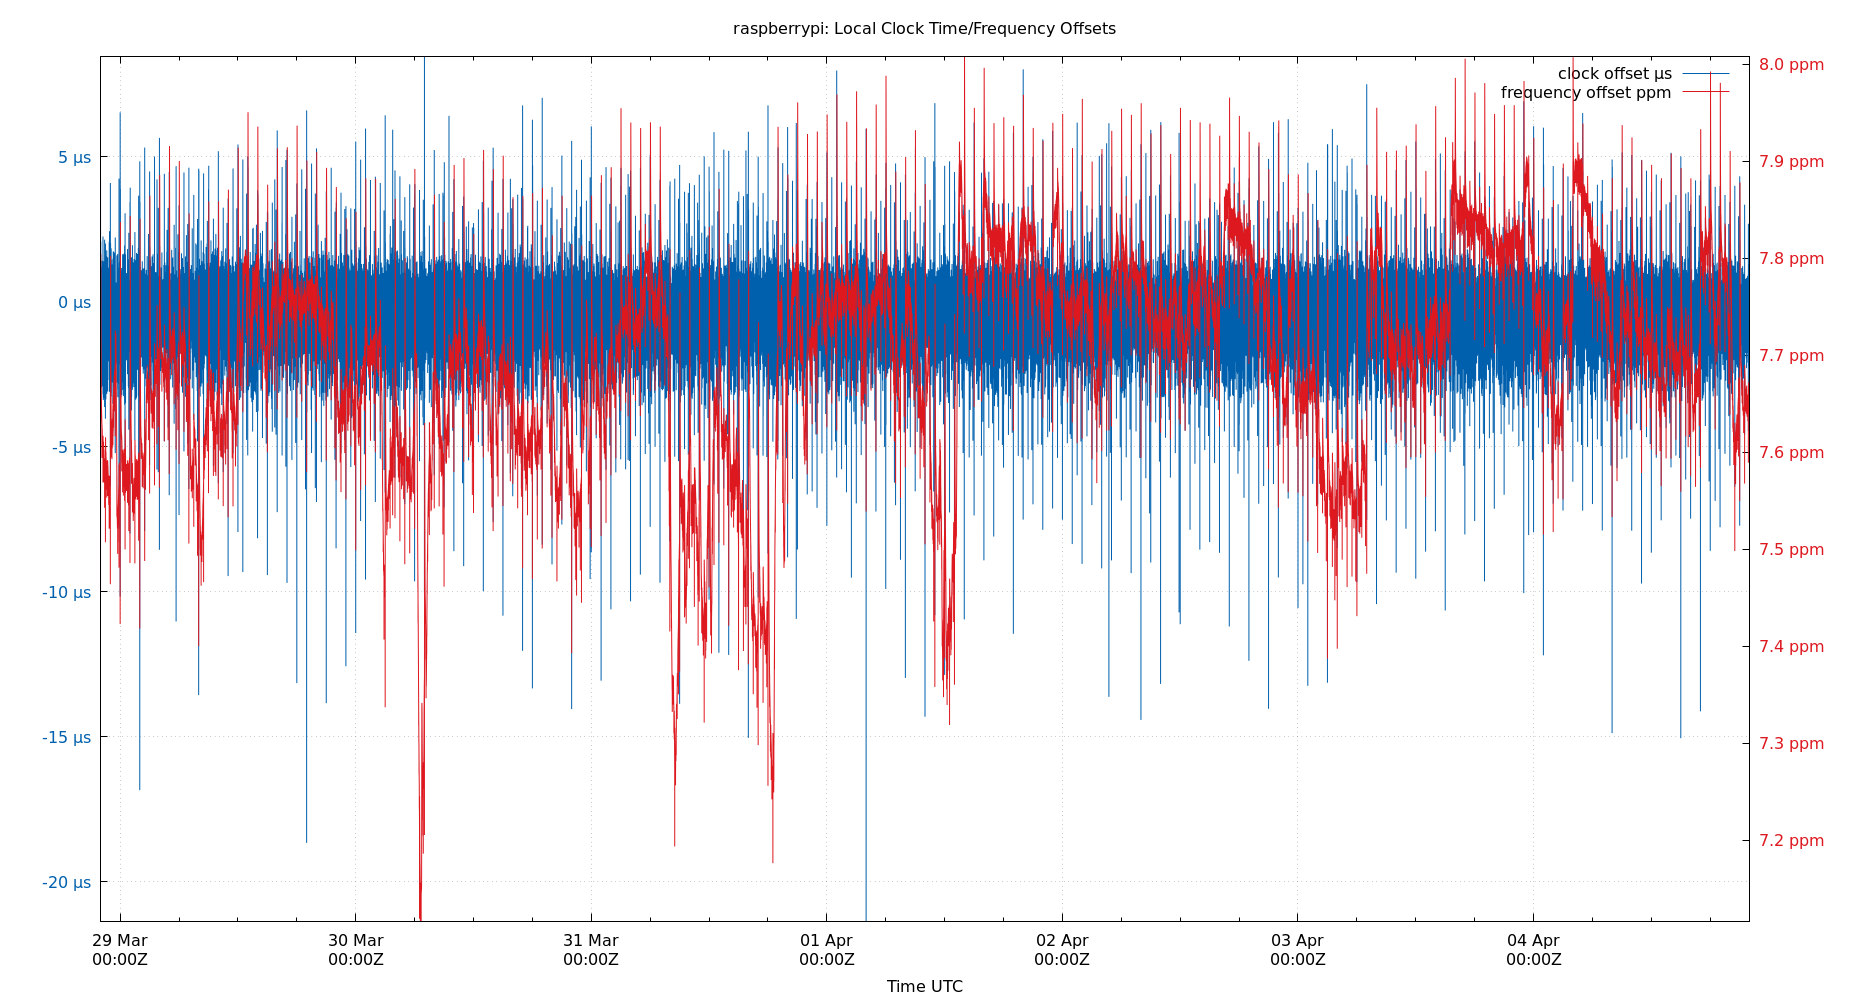 raspberrypi: Local Clock Time/Frequency Offsets
clock offset µs
frequency offset ppm
5 µs
0 µs
-5 µs
-10 µs
-15 µs
-20 µs
8.0 ppm
7.9 ppm
7.8 ppm
7.7 ppm
7.6 ppm
7.5 ppm
7.4 ppm
7.3 ppm
7.2 ppm
29 Mar
00:00Z
30 Mar
00:00Z
31 Mar
00:00Z
01 Apr
00:00Z
02 Apr
00:00Z
03 Apr
00:00Z
04 Apr
00:00Z
Time UTC